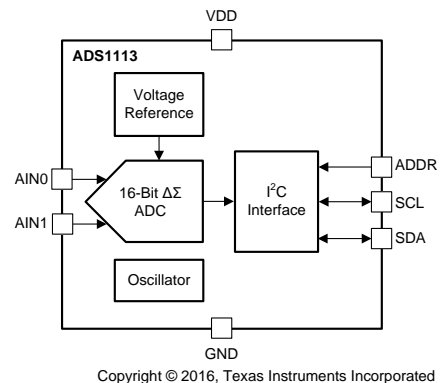 VDD
ADS1113
Voltage
Reference
AIN0
16-Bit ΔΣ
ADC
AIN1
I²C
Interface
ADDR
SCL
SDA
Oscillator
GND
Copyright © 2016, Texas Instruments Incorporated